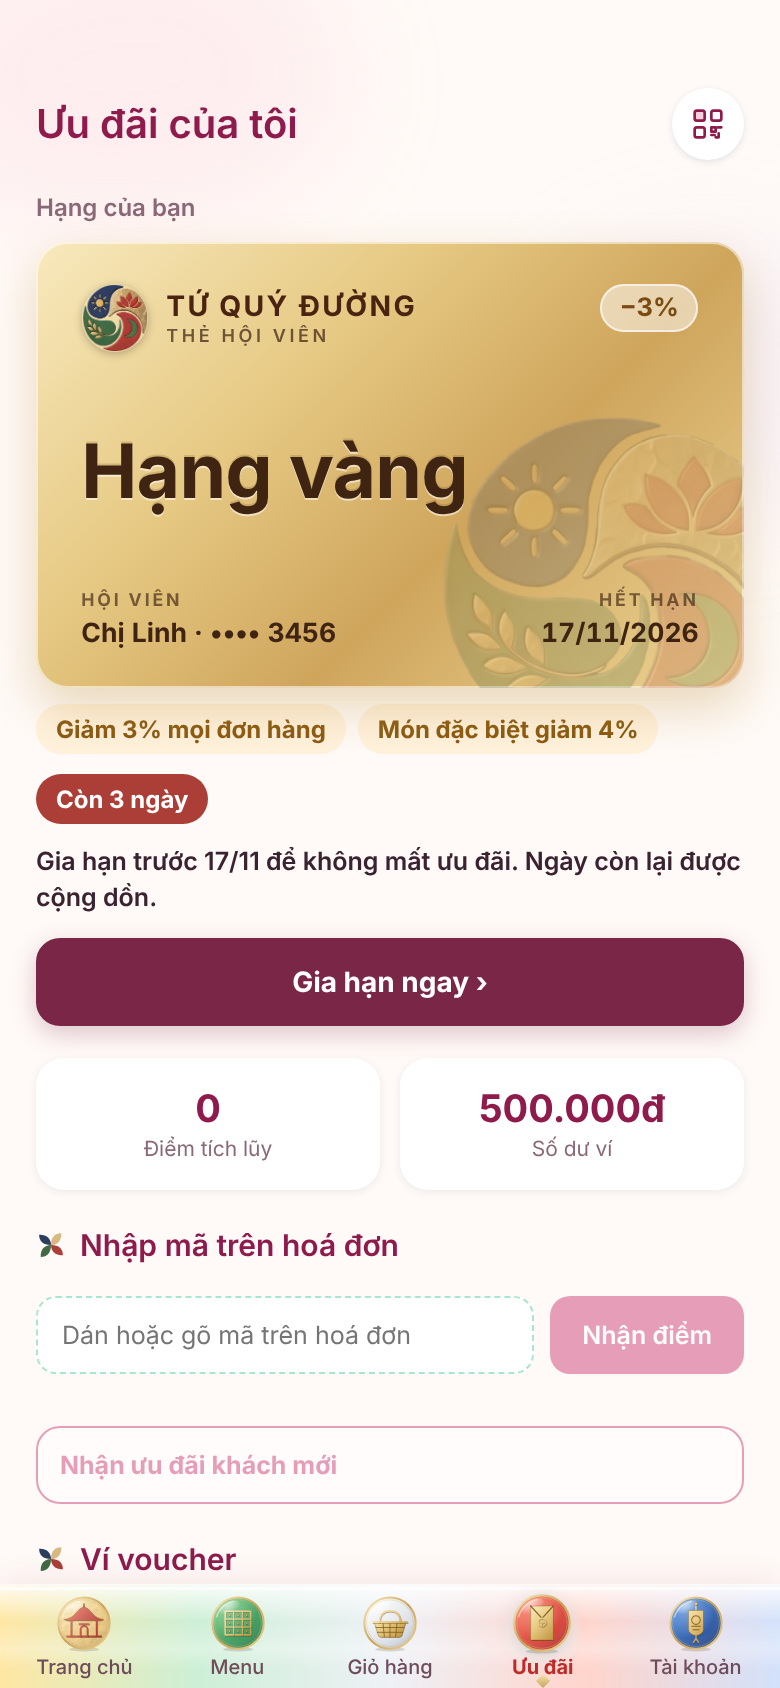 Ưu đãi của tôi
Hạng của bạn
TỨ QUÝ ĐƯỜNG
THẺ HỘI VIÊN
−3%
Hạng vàng
HỘI VIÊN
HẾT HẠN
Chị Linh · •••• 3456
17/11/2026
Giảm 3% mọi đơn hàng
Món đặc biệt giảm 4%
Còn 3 ngày
Gia hạn trước 17/11 để không mất ưu đãi. Ngày còn lại được
cộng dồn.
Gia hạn ngay ›
0
Điểm tích lũy
500.000đ
Số dư ví
Nhập mã trên hoá đơn
Dán hoặc gõ mã trên hoá đơn
Nhận điểm
Nhận ưu đãi khách mới
Ví voucher
Trang chủ
Menu
Giỏ hàng
Ưu đãi
Tài khoản